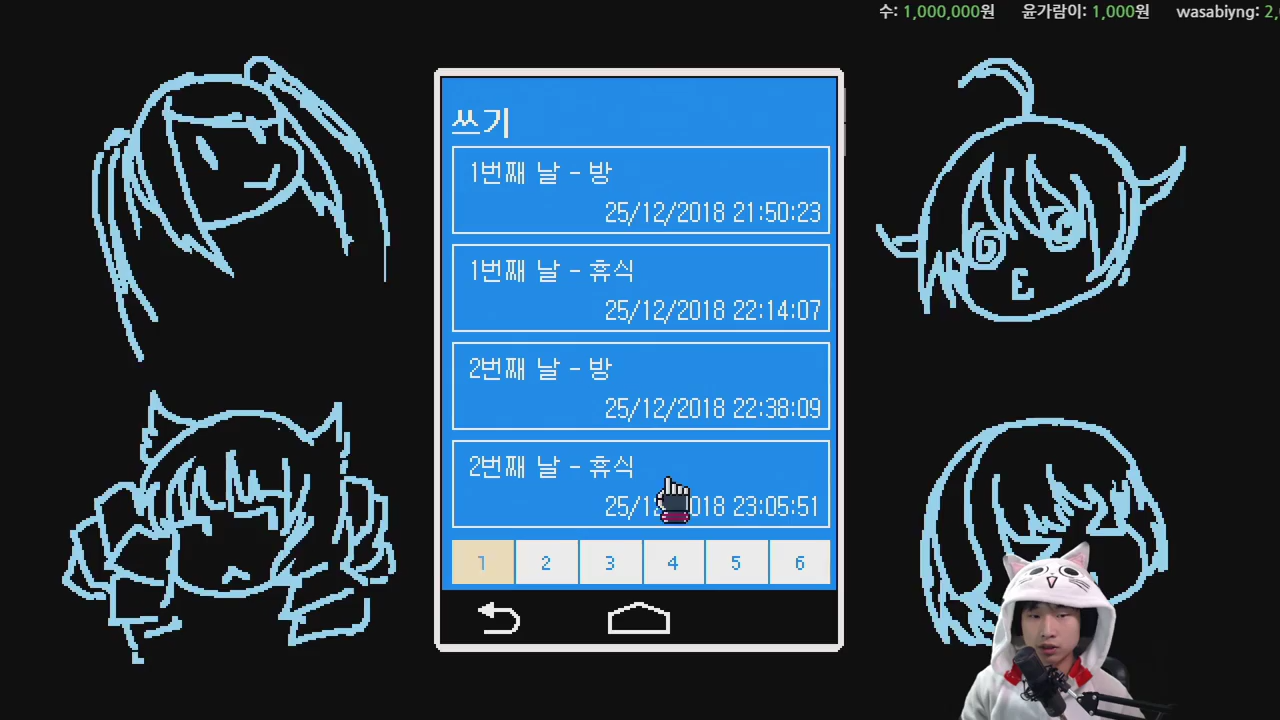 수: 1,000,000원 윤가람이: 1,000원 wasabiyng: 2,
쓰기
1번째 날 - 방
25/12/2018 21:50:23
1번째 날 - 휴식
25/12/2018 22:14:07
2번째 날 - 방
25/12/2018 22:38:09
2번째 날 - 휴식
25/1 018 23:05:51
1 2 3 4 5 6